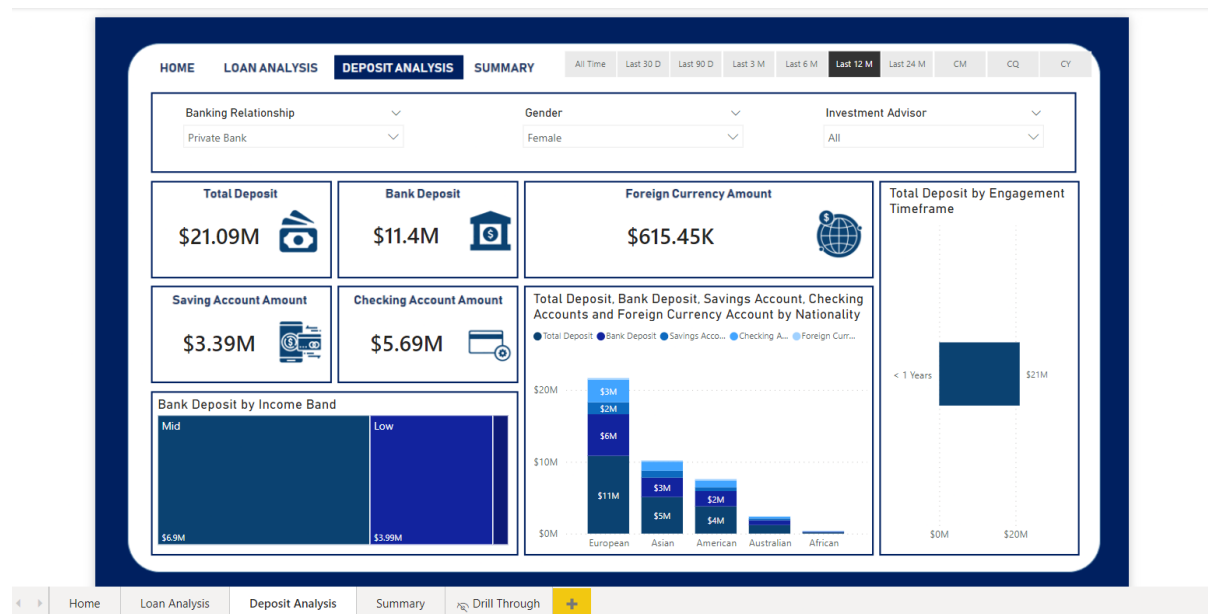 HOME LOAN ANALYSIS DEPOSIT ANALYSIS SUMMARY
All Time Last 30 D Last 90 D Last 3 M Last 6 M Last 12 M Last 24 M CM CQ CY
Banking Relationship
Private Bank
Gender
Female
Investment Advisor
All
Total Deposit
$21.09M
Bank Deposit
$11.4M
Foreign Currency Amount
$615.45K
Total Deposit by Engagement
Timeframe
< 1 Years
$21M
$0M $20M
Saving Account Amount
$3.39M
Checking Account Amount
$5.69M
Total Deposit, Bank Deposit, Savings Account, Checking
Accounts and Foreign Currency Account by Nationality
Total Deposit Bank Deposit Savings Acco... Checking A... Foreign Curr...
$20M
$10M
$0M
$3M
$2M
$6M
$11M
$3M
$5M
$2M
$4M
European Asian American Australian African
Bank Deposit by Income Band
Mid
$6.9M
Low
$3.99M
Home Loan Analysis Deposit Analysis Summary Drill Through +